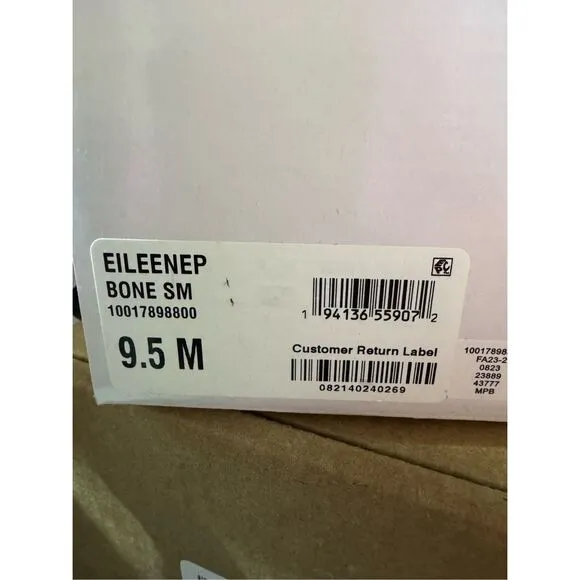 EILEENEP
BONE SM
10017898800
9.5 M
1 94136 55907 2
Customer Return Label
082140240269
10017898
FA23-2
0823
23889
43777
MPB